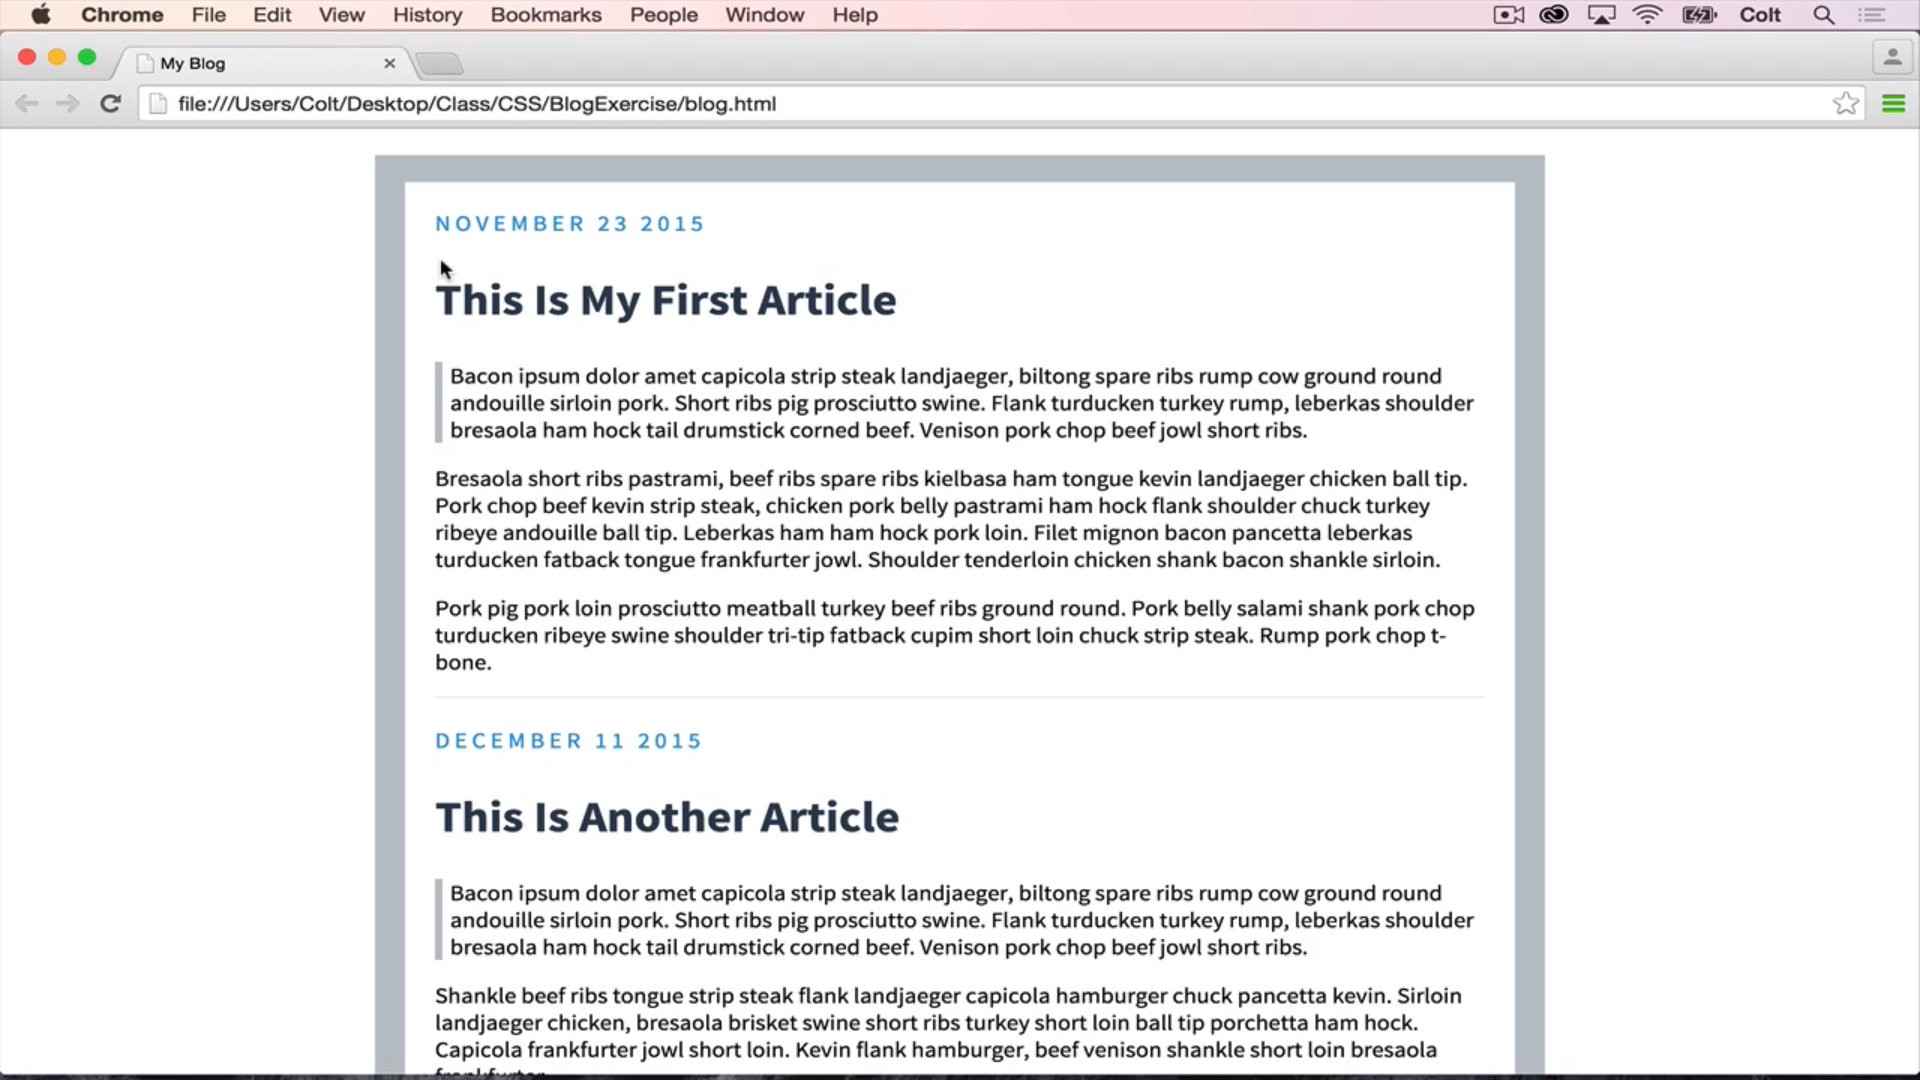 Chrome File Edit View History Bookmarks People Window Help Colt
My Blog
file:///Users/Colt/Desktop/Class/CSS/BlogExercise/blog.html
NOVEMBER 23 2015
This Is My First Article
Bacon ipsum dolor amet capicola strip steak landjaeger, biltong spare ribs rump cow ground round
andouille sirloin pork. Short ribs pig prosciutto swine. Flank turducken turkey rump, leberkas shoulder
bresaola ham hock tail drumstick corned beef. Venison pork chop beef jowl short ribs.
Bresaola short ribs pastrami, beef ribs spare ribs kielbasa ham tongue kevin landjaeger chicken ball tip.
Pork chop beef kevin strip steak, chicken pork belly pastrami ham hock flank shoulder chuck turkey
ribeye andouille ball tip. Leberkas ham ham hock pork loin. Filet mignon bacon pancetta leberkas
turducken fatback tongue frankfurter jowl. Shoulder tenderloin chicken shank bacon shankle sirloin.
Pork pig pork loin prosciutto meatball turkey beef ribs ground round. Pork belly salami shank pork chop
turducken ribeye swine shoulder tri-tip fatback cupim short loin chuck strip steak. Rump pork chop t-
bone.
DECEMBER 11 2015
This Is Another Article
Bacon ipsum dolor amet capicola strip steak landjaeger, biltong spare ribs rump cow ground round
andouille sirloin pork. Short ribs pig prosciutto swine. Flank turducken turkey rump, leberkas shoulder
bresaola ham hock tail drumstick corned beef. Venison pork chop beef jowl short ribs.
Shankle beef ribs tongue strip steak flank landjaeger capicola hamburger chuck pancetta kevin. Sirloin
landjaeger chicken, bresaola brisket swine short ribs turkey short loin ball tip porchetta ham hock.
Capicola frankfurter jowl short loin. Kevin flank hamburger, beef venison shankle short loin bresaola